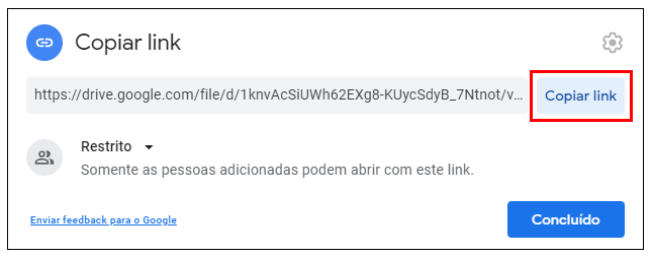 Copiar link
https://drive.google.com/file/d/1knvAcSiUWh62EXg8-KUycSdyB_7Ntnot/v...
Copiar link
Restrito
Somente as pessoas adicionadas podem abrir com este link.
Enviar feedback para o Google
Concluído